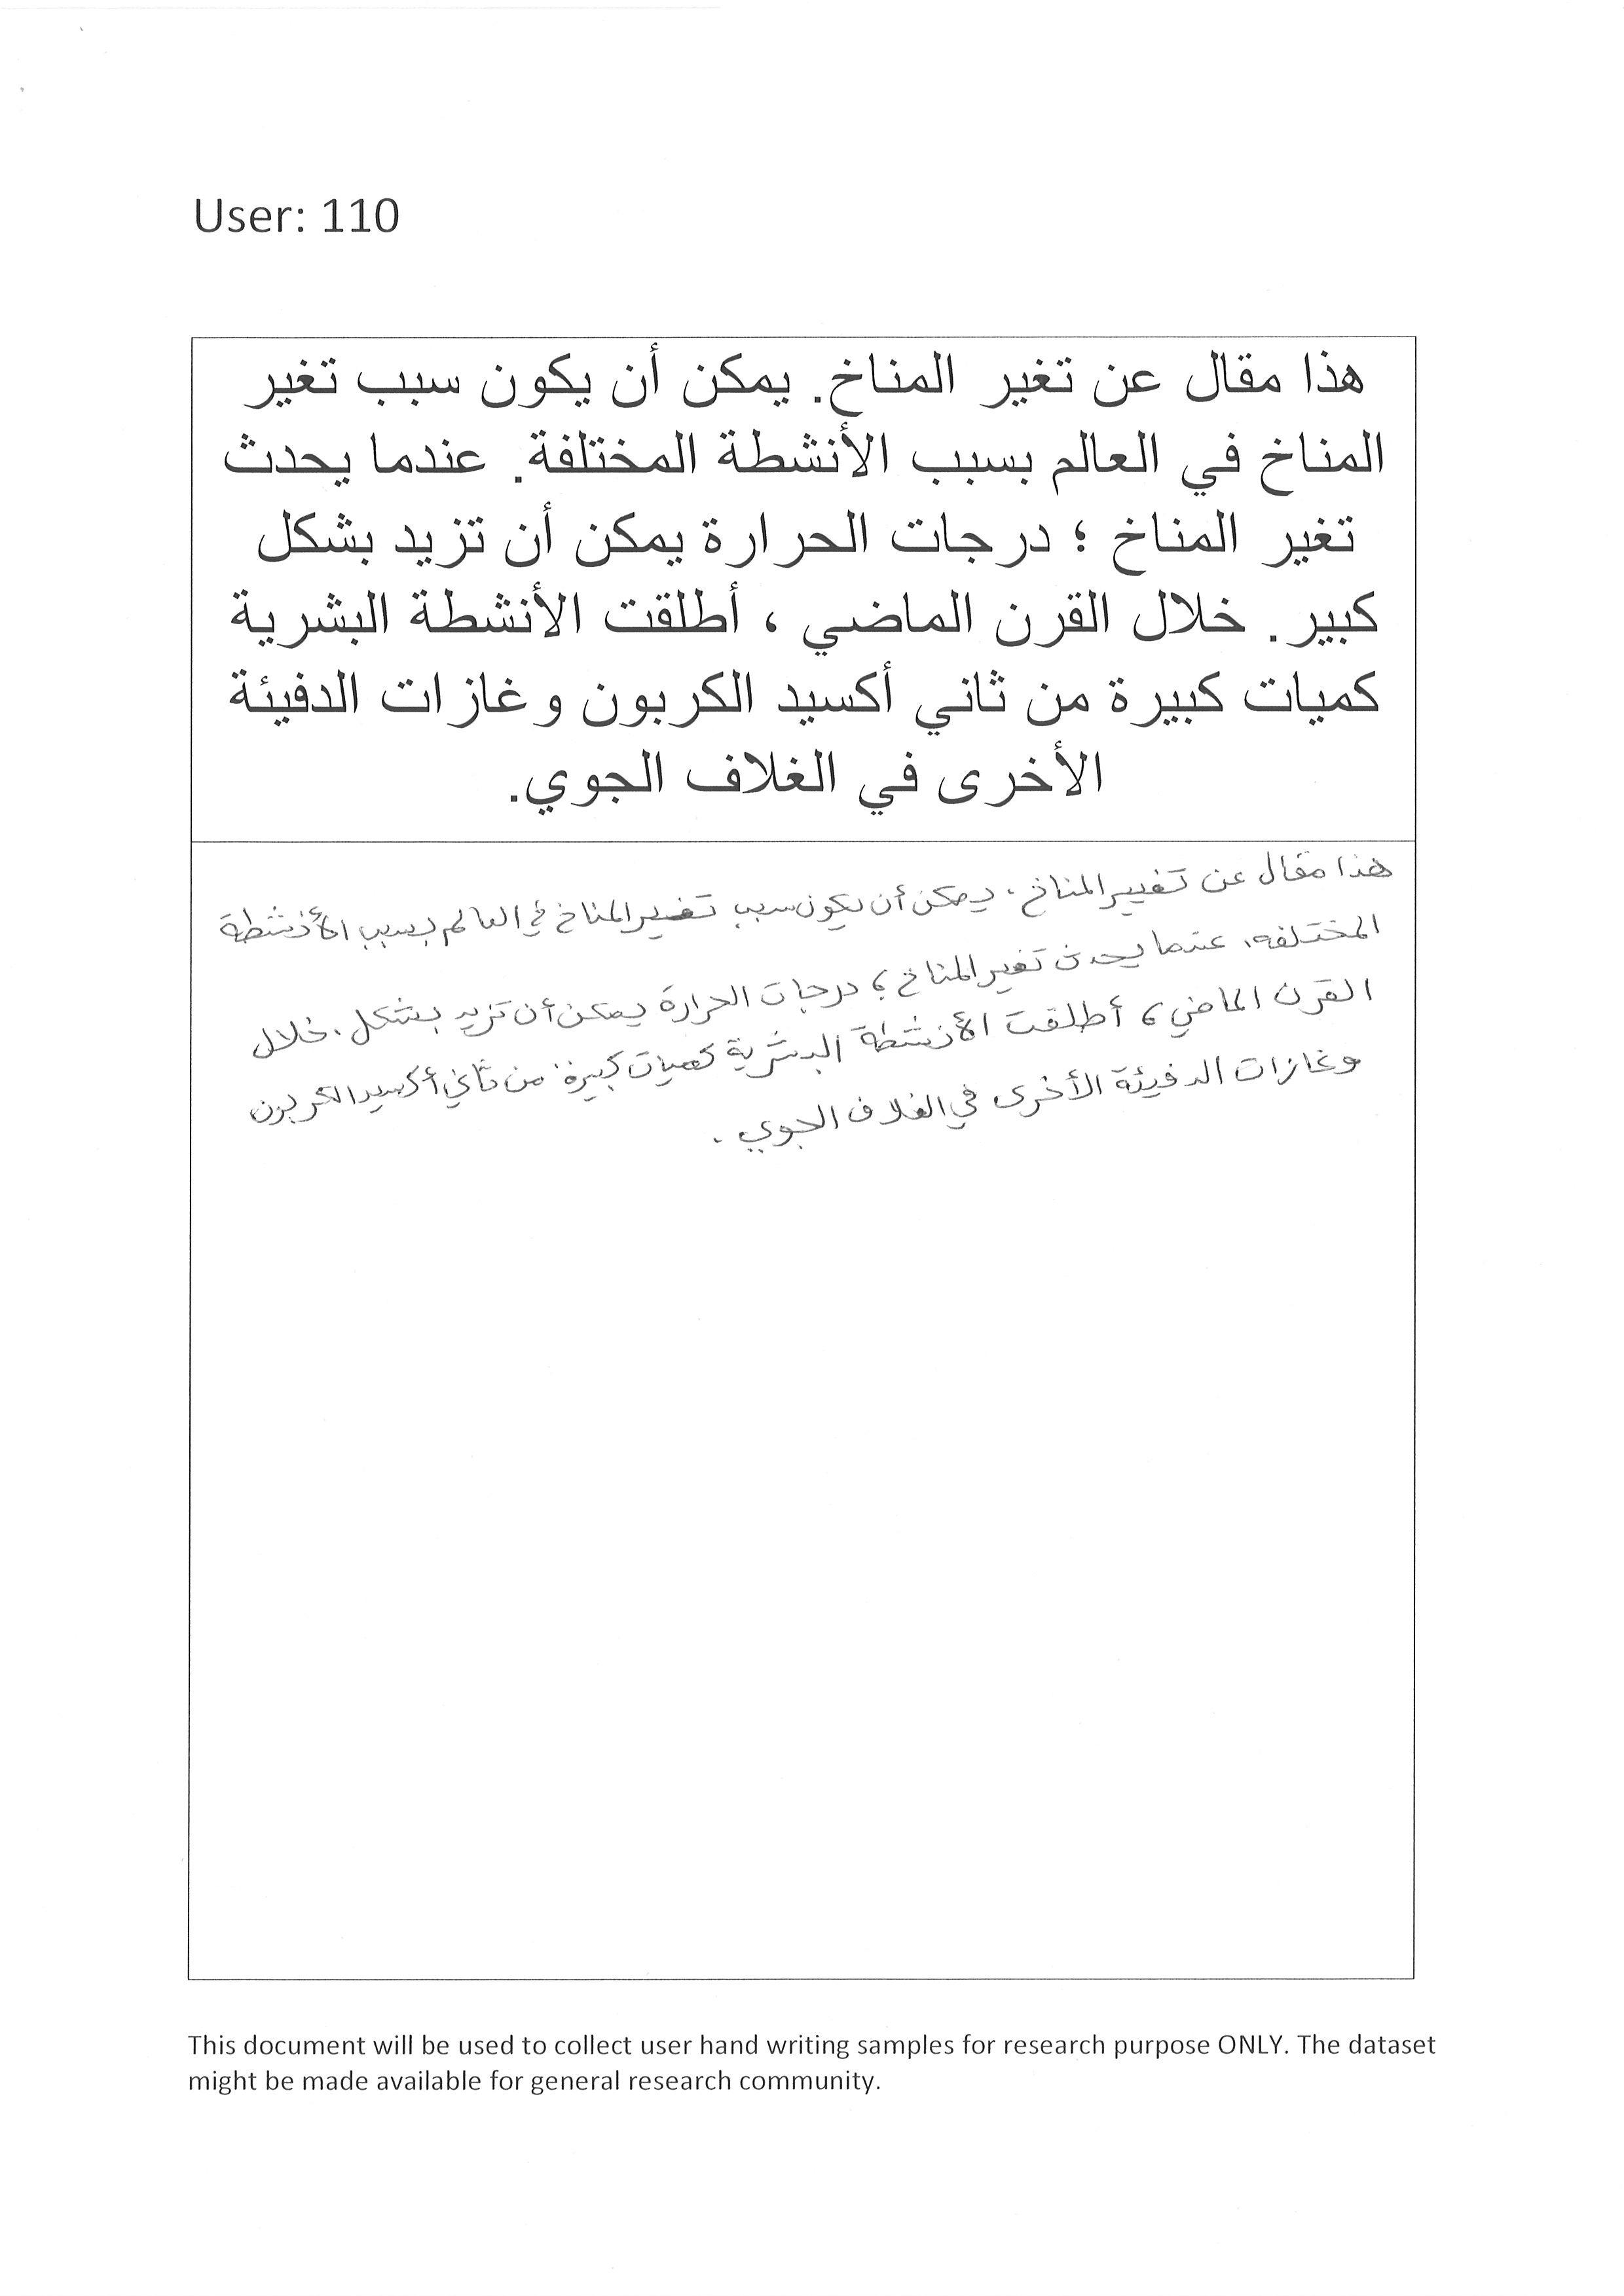 User: 110
هذا مقال عن تغير المناخ. يمكن أن يكون سبب تغير
المناخ في العالم بسبب الأنشطة المختلفة. عندما يحدث
تغير المناخ ؛ درجات الحرارة يمكن أن تزيد بشكل
كبير. خلال القرن الماضي ، أطلقت الأنشطة البشرية
كميات كبيرة من ثاني أكسيد الكربون وغازات الدفيئة
الأخرى في الغلاف الجوي.
هذا مقال عن تغيير المناخ. يمكن أن يكون سبب تغير المناخ في العالم بسبب الأنشطة
المختلفه. عندما يحدث تغير المناخ ؛ درجات الحرارة يمكن أن تزيد بشكل. خلال
القرن الماضي ، أطلقت الأنشطة البشرية كميات كبيرة من ثاني أكسيد الكربون
وغازات الدفيئة الأخرى في الغلاف الجوي.
This document will be used to collect user hand writing samples for research purpose ONLY. The dataset
might be made available for general research community.